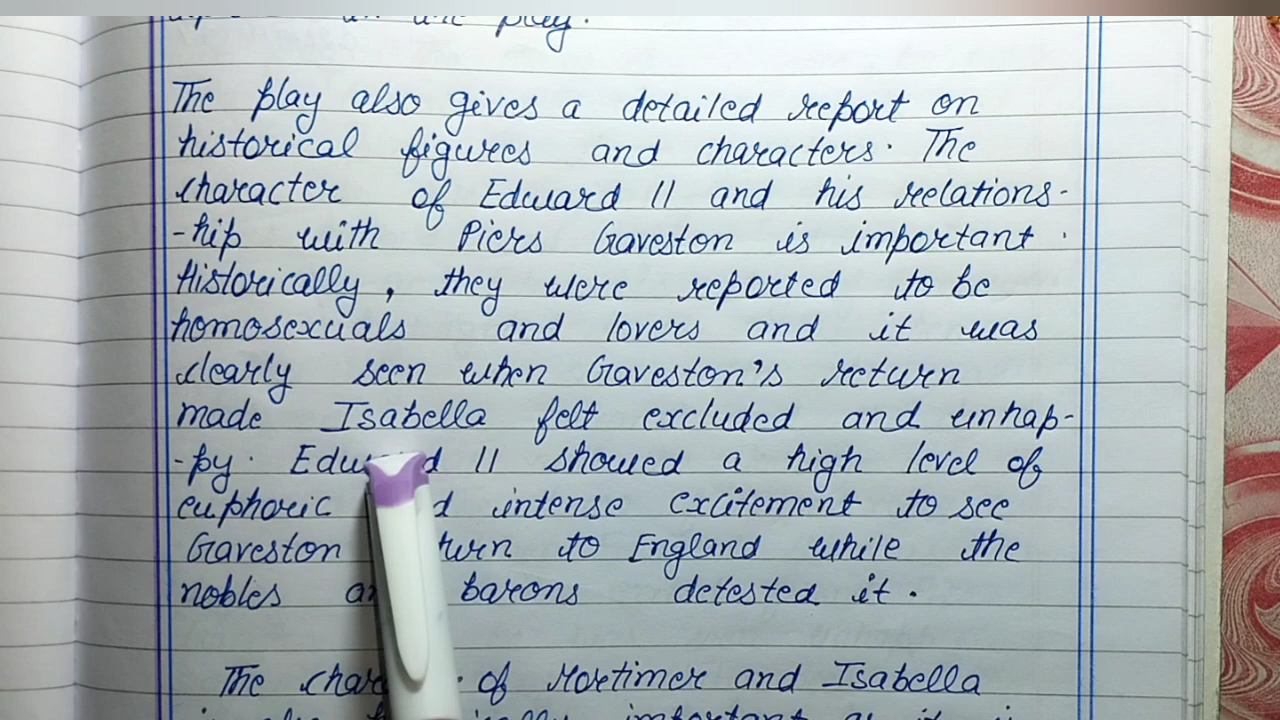 play.
The play also gives a detailed report on
historical figures and characters. The
character of Edward II and his relations-
-hip with Piers Gaveston is important.
Historically, they were reported to be
homosexuals and lovers and it was
clearly seen when Gaveston's return
made Isabella felt excluded and unhap-
-py. Edward II showed a high level of
euphoric intense excitement to see
Gaveston to England while the
nobles barons detested it.
The of Mortimer and Isabella